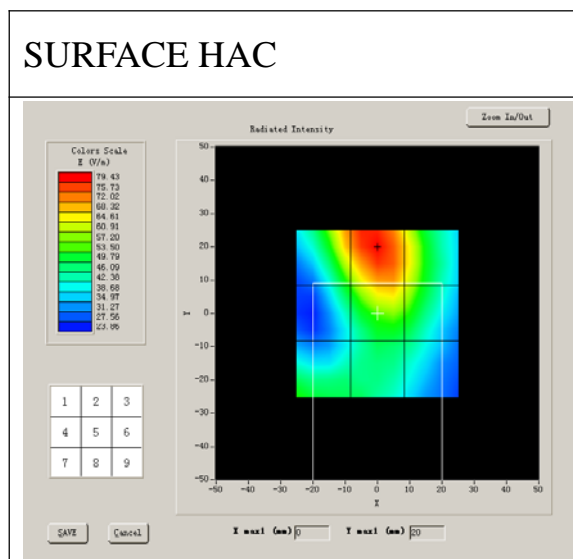 SURFACE HAC
Zoom In/Out
Radiated Intensity
Colors Scale
E (V/m)
79.43
75.73
72.02
68.32
64.61
60.91
57.20
53.50
49.79
46.09
42.38
38.68
34.97
31.27
27.56
23.86
50
40
30
20
10
0
-10
-20
-30
-40
-50
Y
-50 -40 -30 -20 -10 0 10 20 30 40 50
X
1 2 3
4 5 6
7 8 9
SAVE Cancel
X max1 (mm) 0 Y max1 (mm) 20